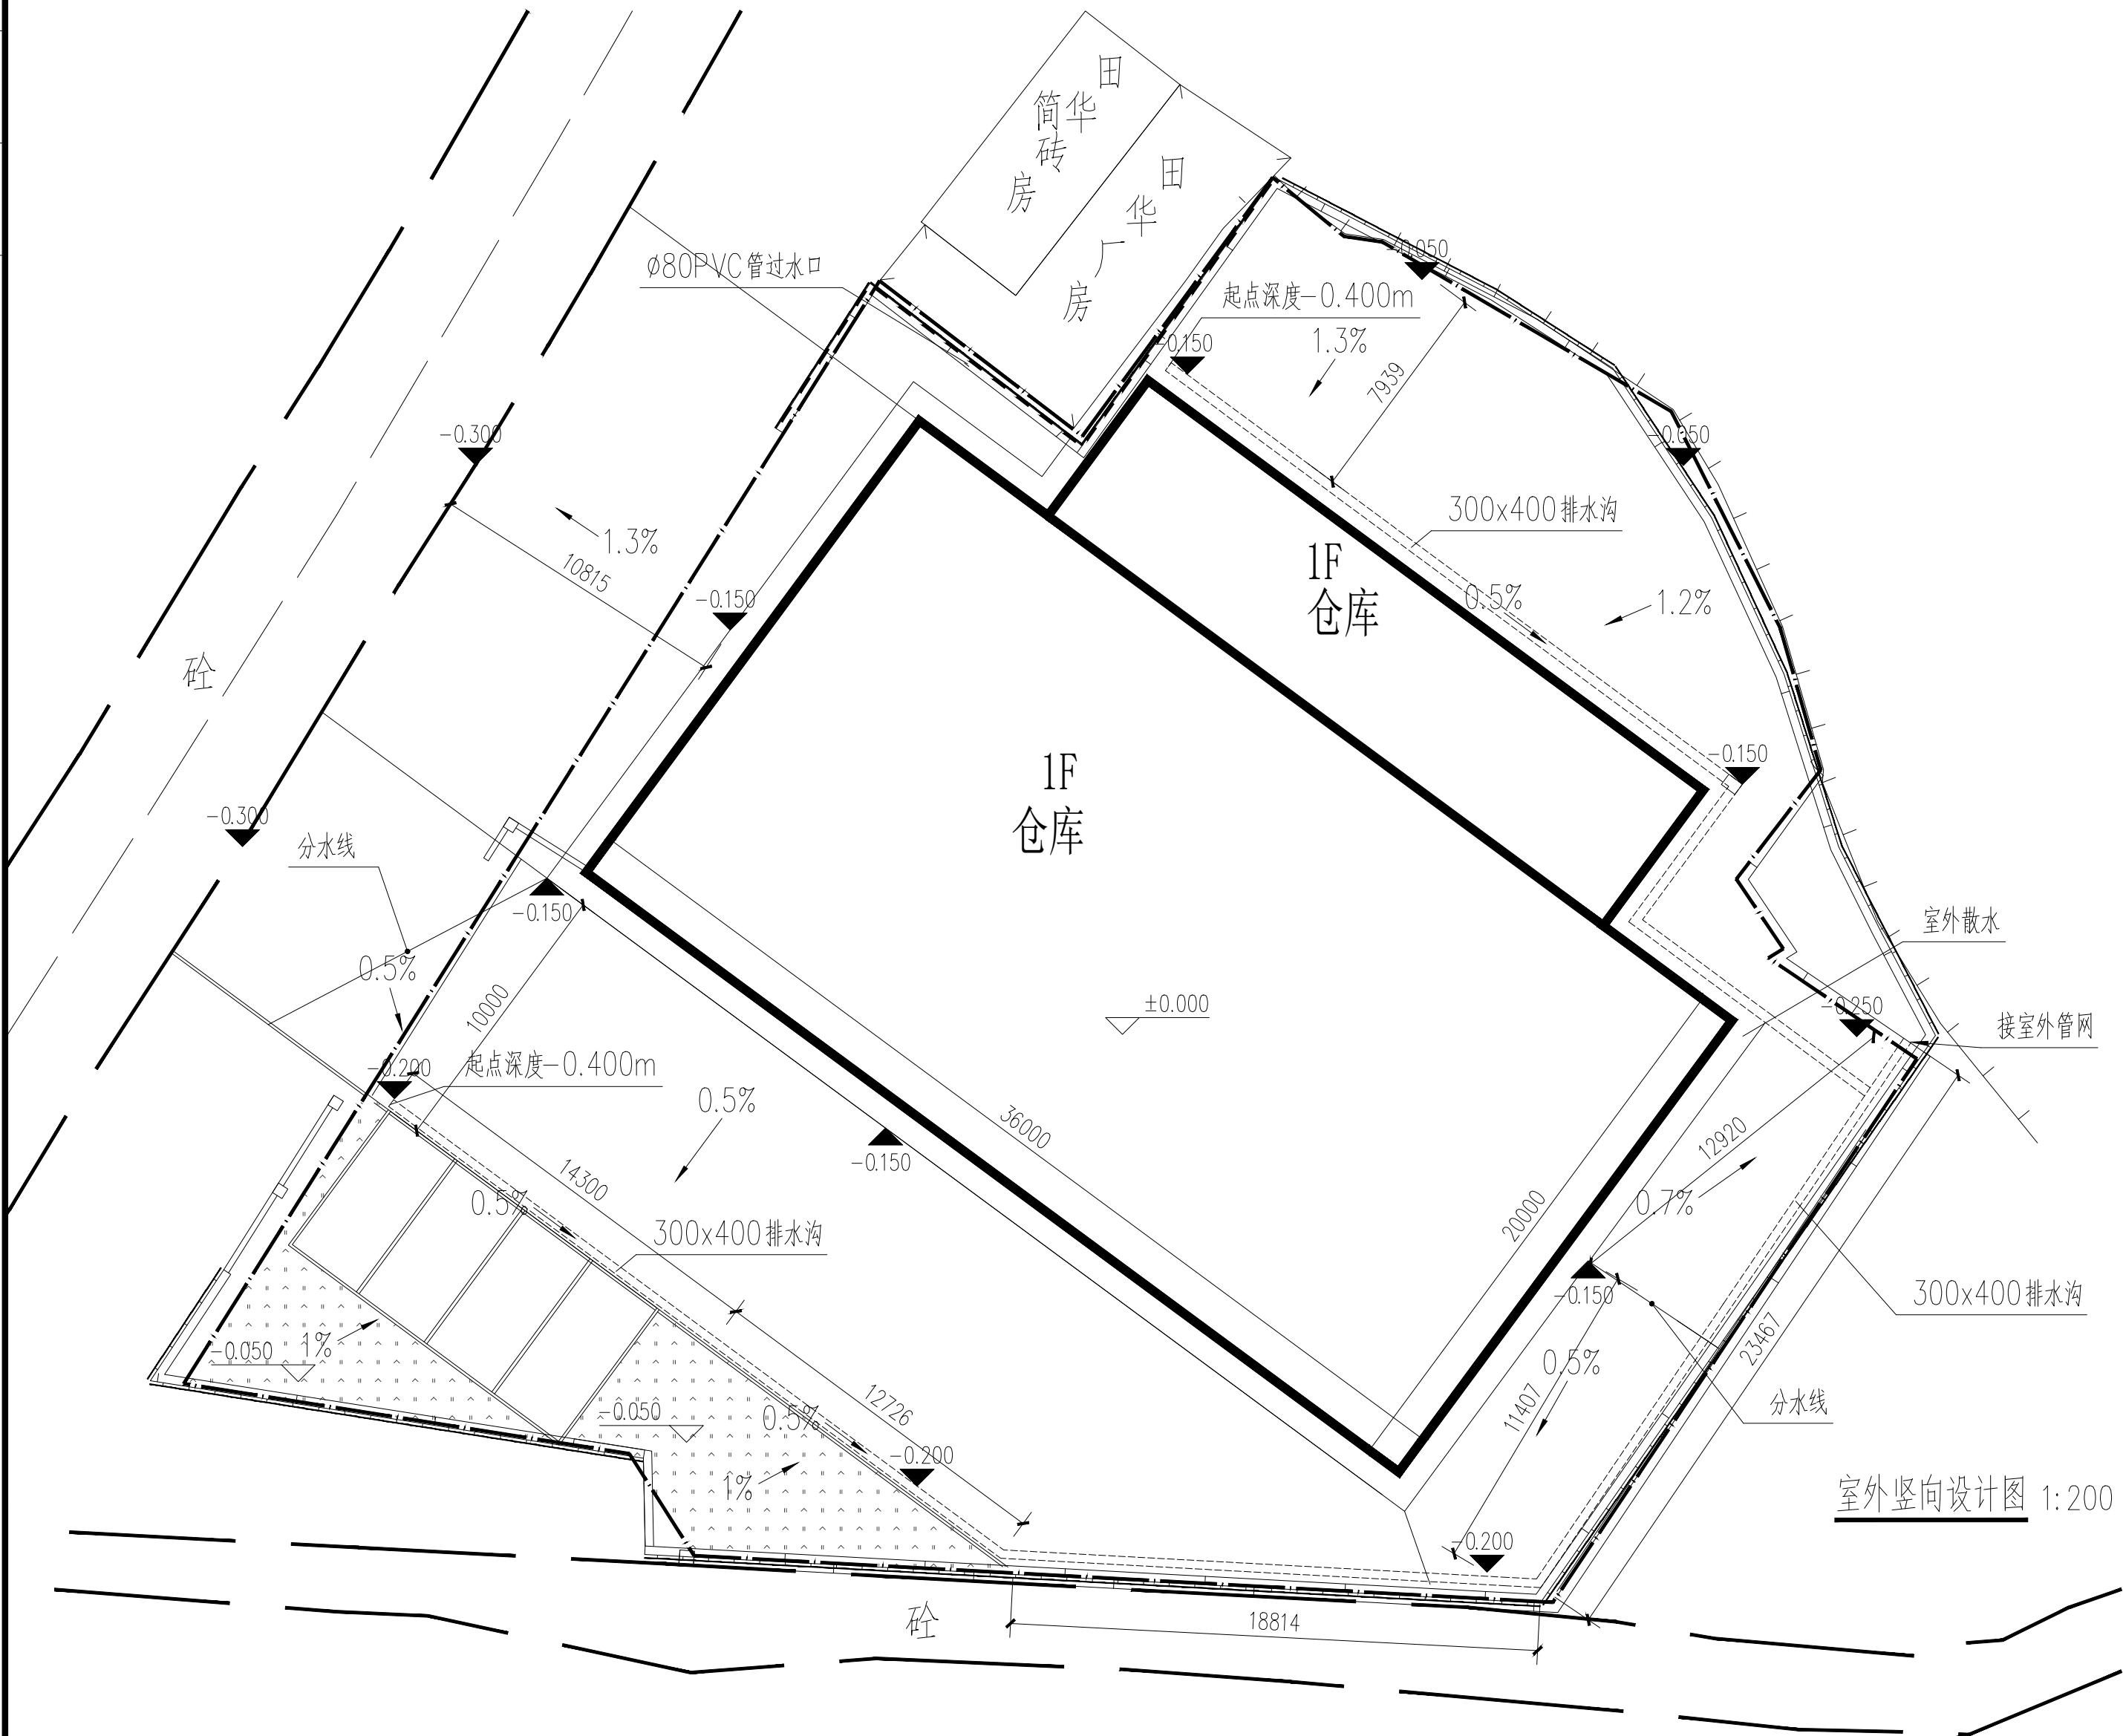 田华
简砖房
田华
厂房
Ø80PVC管过水口
-0.050
起点深度-0.400m
-0.150
1.3%
7939
-0.300
-0.050
1.3%
10815
300x400排水沟
1F
仓库
0.5%
1.2%
-0.150
砼
-0.150
1F
仓库
-0.300
分水线
-0.150
室外散水
0.5%
10000
±0.000
-0.250
接室外管网
-0.200
起点深度-0.400m
0.5%
36000
12920
-0.150
14300
0.5%
0.7%
20000
300x400排水沟
-0.150
300x400排水沟
-0.050
1%
23467
0.5%
12726
11407
分水线
-0.050
0.5%
-0.200
1%
室外竖向设计图 1:200
-0.200
砼
18814